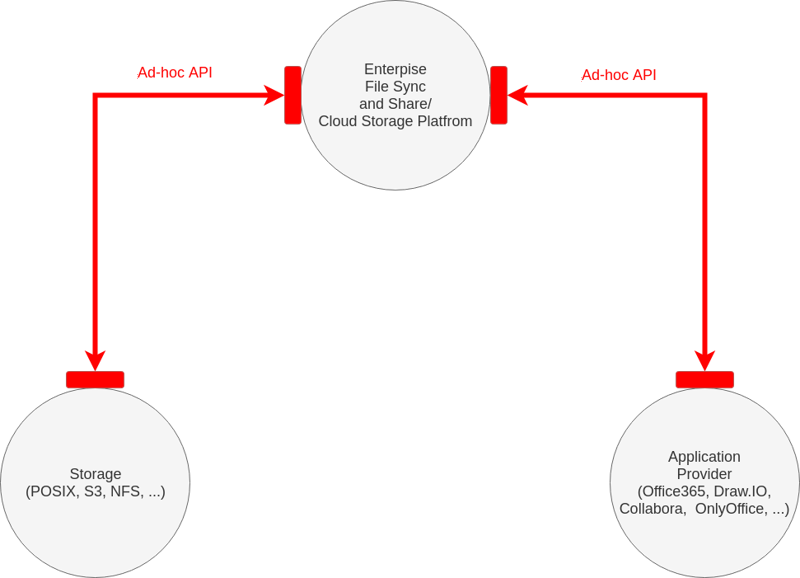 Ad-hoc API
Ad-hoc API
Enterpise
File Sync
and Share/
Cloud Storage Platfrom
Storage
(POSIX, S3, NFS, ...)
Application
Provider
(Office365, Draw.IO,
Collabora,  OnlyOffice, ...)